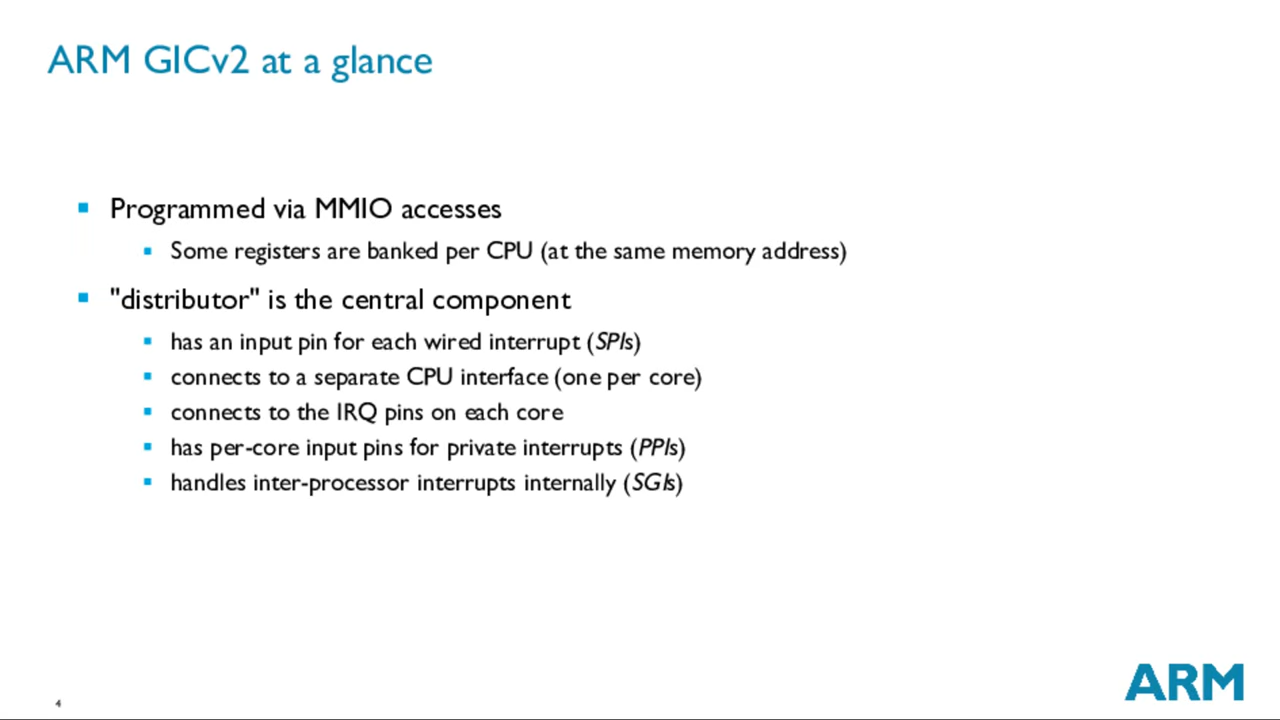 ARM GICv2 at a glance
Programmed via MMIO accesses
Some registers are banked per CPU (at the same memory address)
"distributor" is the central component
has an input pin for each wired interrupt (SPIs)
connects to a separate CPU interface (one per core)
connects to the IRQ pins on each core
has per-core input pins for private interrupts (PPIs)
handles inter-processor interrupts internally (SGIs)
4
ARM